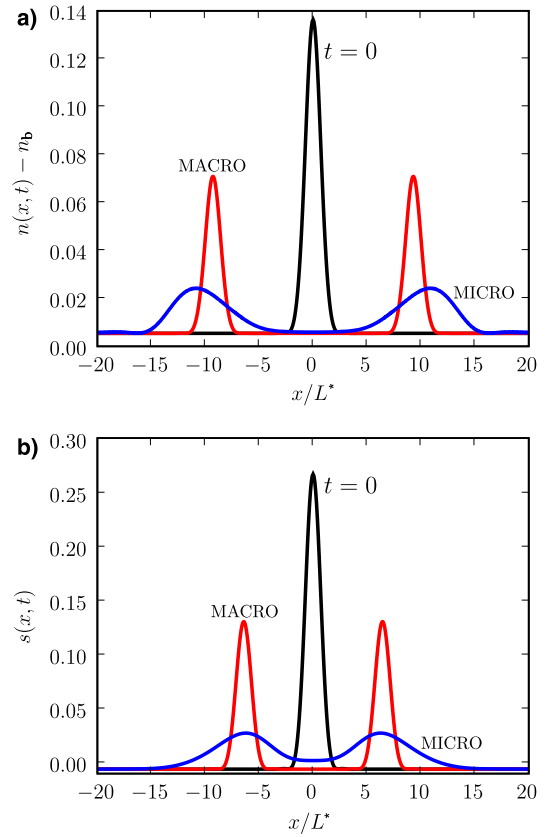 a)
0.14
0.12
0.10
0.08
0.06
0.04
0.02
0.00
n(x, t) − n_b
t = 0
MACRO
MICRO
−20 −15 −10 −5 0 5 10 15 20
x/L*
b)
0.30
0.25
0.20
0.15
0.10
0.05
0.00
s(x, t)
t = 0
MACRO
MICRO
−20 −15 −10 −5 0 5 10 15 20
x/L*